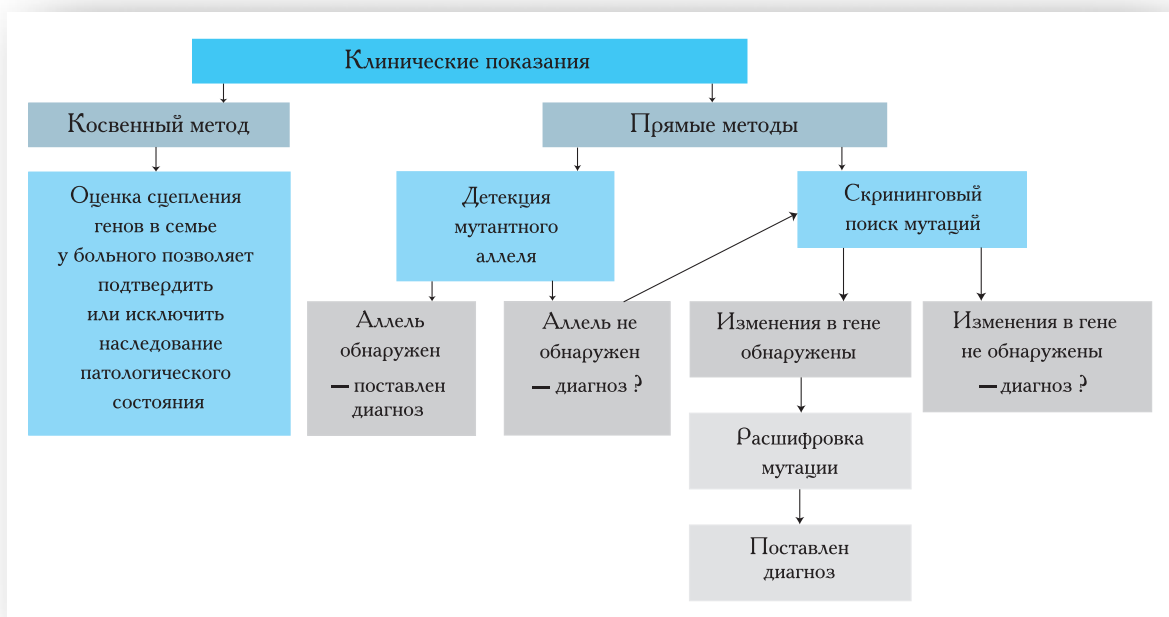 Клинические показания
Косвенный метод
Прямые методы
Оценка сцепления
генов в семье
у больного позволяет
подтвердить
или исключить
наследование
патологического
состояния
Детекция
мутантного
аллеля
Скрининговый
поиск мутаций
Аллель
обнаружен
— поставлен
диагноз
Аллель не
обнаружен
— диагноз ?
Изменения в гене
обнаружены
Изменения в гене
не обнаружены
— диагноз ?
Расшифровка
мутации
Поставлен
диагноз